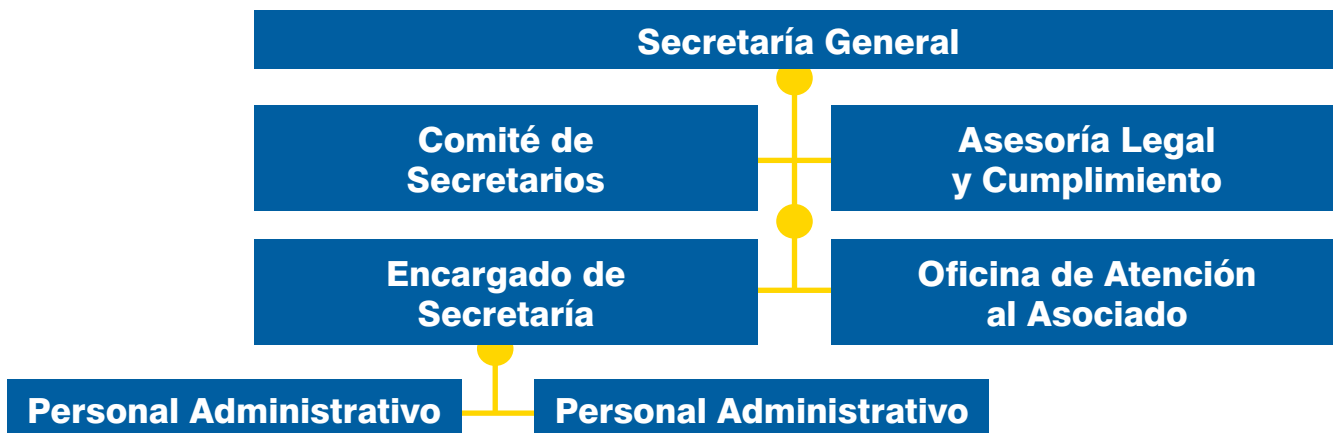 Secretaría General
Comité de
Secretarios
Asesoría Legal
y Cumplimiento
Encargado de
Secretaría
Oficina de Atención
al Asociado
Personal Administrativo
Personal Administrativo